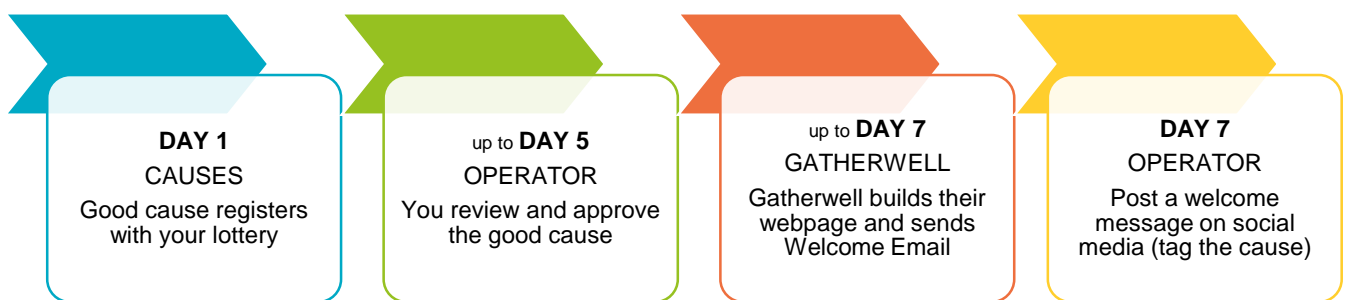 DAY 1
CAUSES
Good cause registers
with your lottery
up to DAY 5
OPERATOR
You review and approve
the good cause
up to DAY 7
GATHERWELL
Gatherwell builds their
webpage and sends
Welcome Email
DAY 7
OPERATOR
Post a welcome
message on social
media (tag the cause)